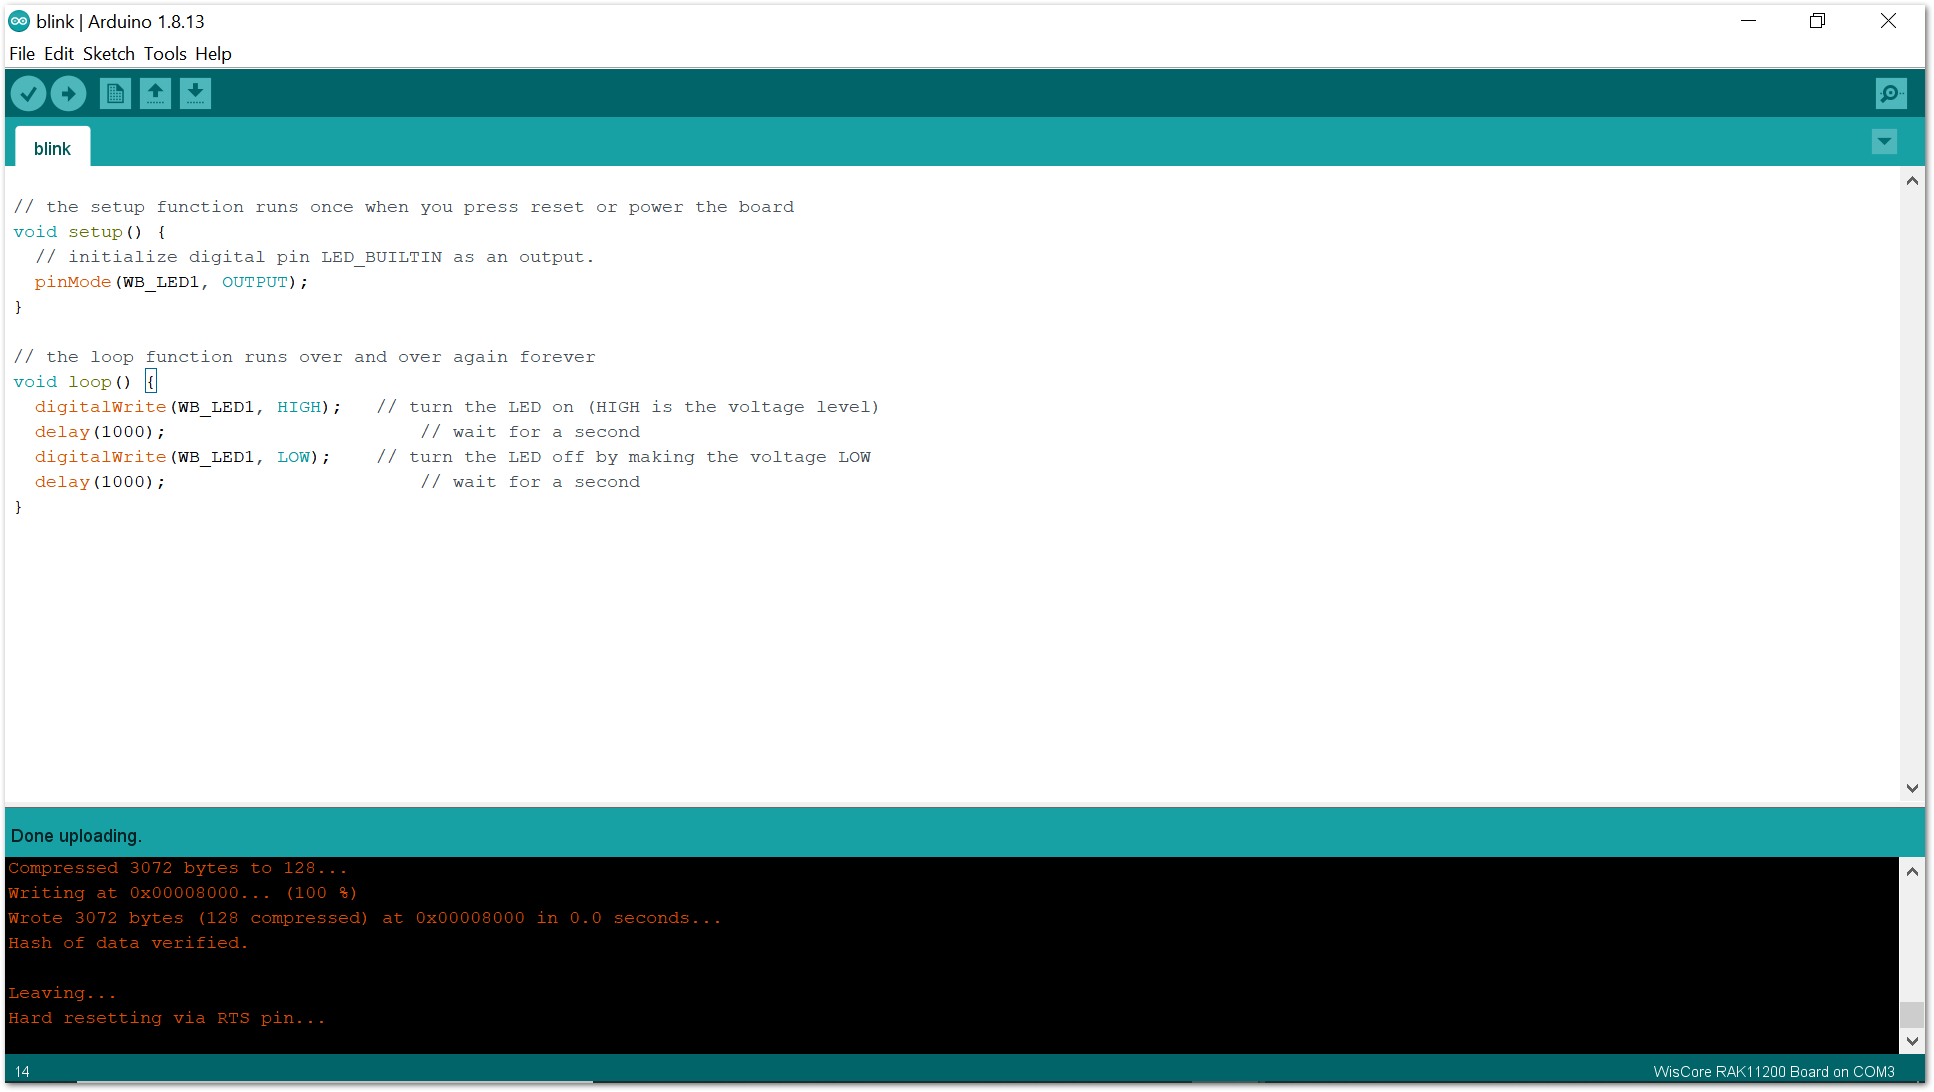 blink | Arduino 1.8.13
File Edit Sketch Tools Help
blink
// the setup function runs once when you press reset or power the board
void setup() {
  // initialize digital pin LED_BUILTIN as an output.
  pinMode(WB_LED1, OUTPUT);
}
// the loop function runs over and over again forever
void loop() {
  digitalWrite(WB_LED1, HIGH);   // turn the LED on (HIGH is the voltage level)
  delay(1000);                       // wait for a second
  digitalWrite(WB_LED1, LOW);    // turn the LED off by making the voltage LOW
  delay(1000);                       // wait for a second
}
Done uploading.
Compressed 3072 bytes to 128...
Writing at 0x00008000... (100 %)
Wrote 3072 bytes (128 compressed) at 0x00008000 in 0.0 seconds...
Hash of data verified.
Leaving...
Hard resetting via RTS pin...
14
WisCore RAK11200 Board on COM3